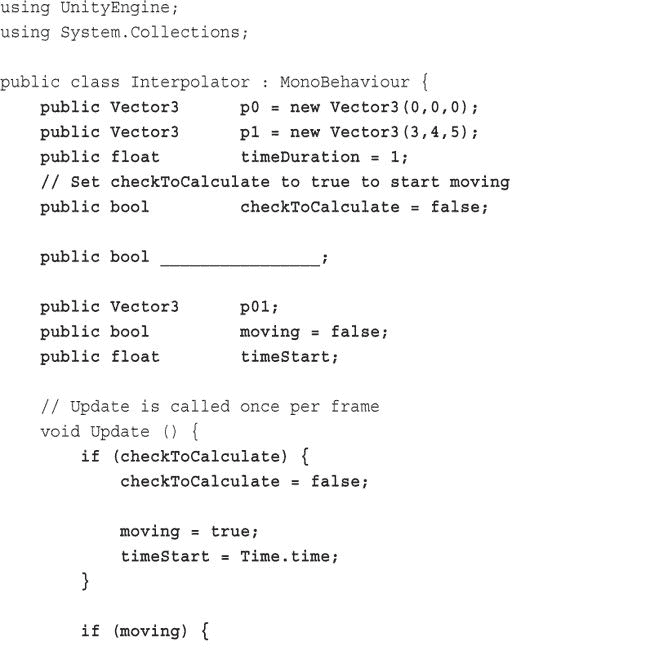 using UnityEngine;
using System.Collections;
public class Interpolator : MonoBehaviour {
public Vector3 p0 = new Vector3(0,0,0);
public Vector3 p1 = new Vector3(3,4,5);
public float timeDuration = 1;
// Set checkToCalculate to true to start moving
public bool checkToCalculate = false;
public bool ________________;
public Vector3 p01;
public bool moving = false;
public float timeStart;
// Update is called once per frame
void Update () {
if (checkToCalculate) {
checkToCalculate = false;
moving = true;
timeStart = Time.time;
}
if (moving) {